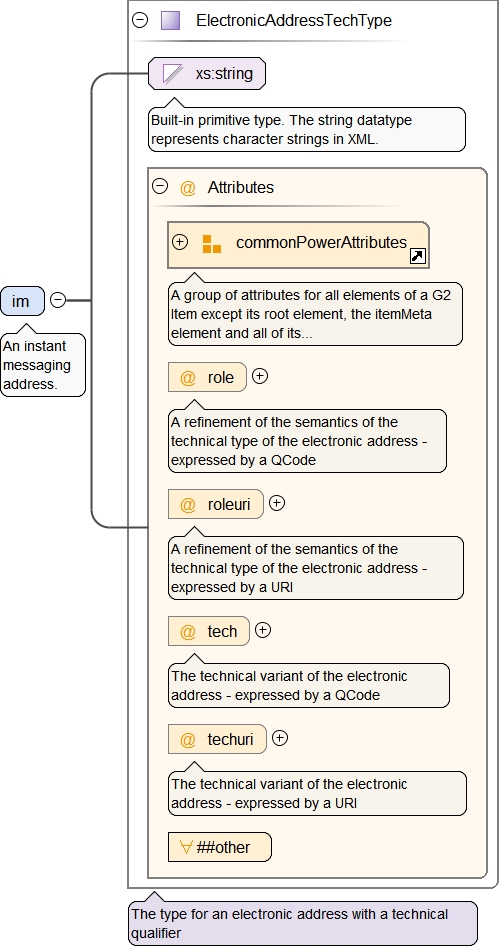 ElectronicAddressTechType
xs:string
Built-in primitive type. The string datatype
represents character strings in XML.
@ Attributes
commonPowerAttributes
A group of attributes for all elements of a G2
Item except its root element, the itemMeta
element and all of its...
im
An instant
messaging
address.
@ role
A refinement of the semantics of the
technical type of the electronic address -
expressed by a QCode
@ roleuri
A refinement of the semantics of the
technical type of the electronic address -
expressed by a URI
@ tech
The technical variant of the electronic
address - expressed by a QCode
@ techuri
The technical variant of the electronic
address - expressed by a URI
∀ ##other
The type for an electronic address with a technical
qualifier